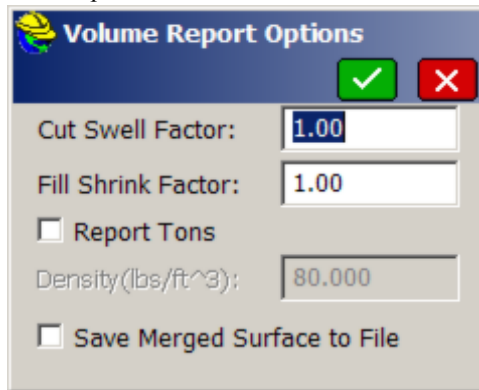 Volume Report Options
Cut Swell Factor: 1.00
Fill Shrink Factor: 1.00
Report Tons
Density(lbs/ft^3): 80.000
Save Merged Surface to File